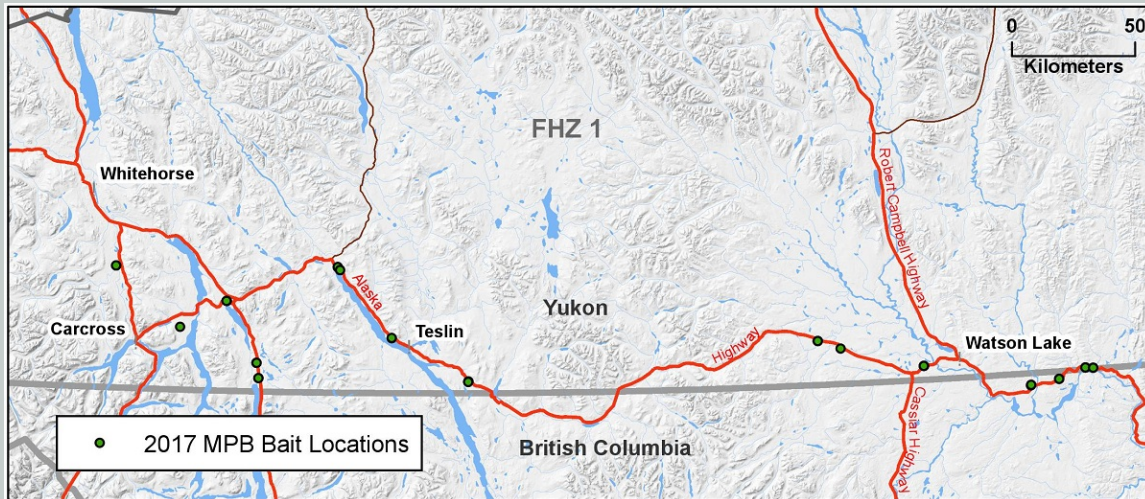 0 50
Kilometers
FHZ 1
Whitehorse
Robert Campbell Highway
Alaska
Yukon
Carcross
Teslin
Highway
Watson Lake
Cassiar Highway
British Columbia
2017 MPB Bait Locations